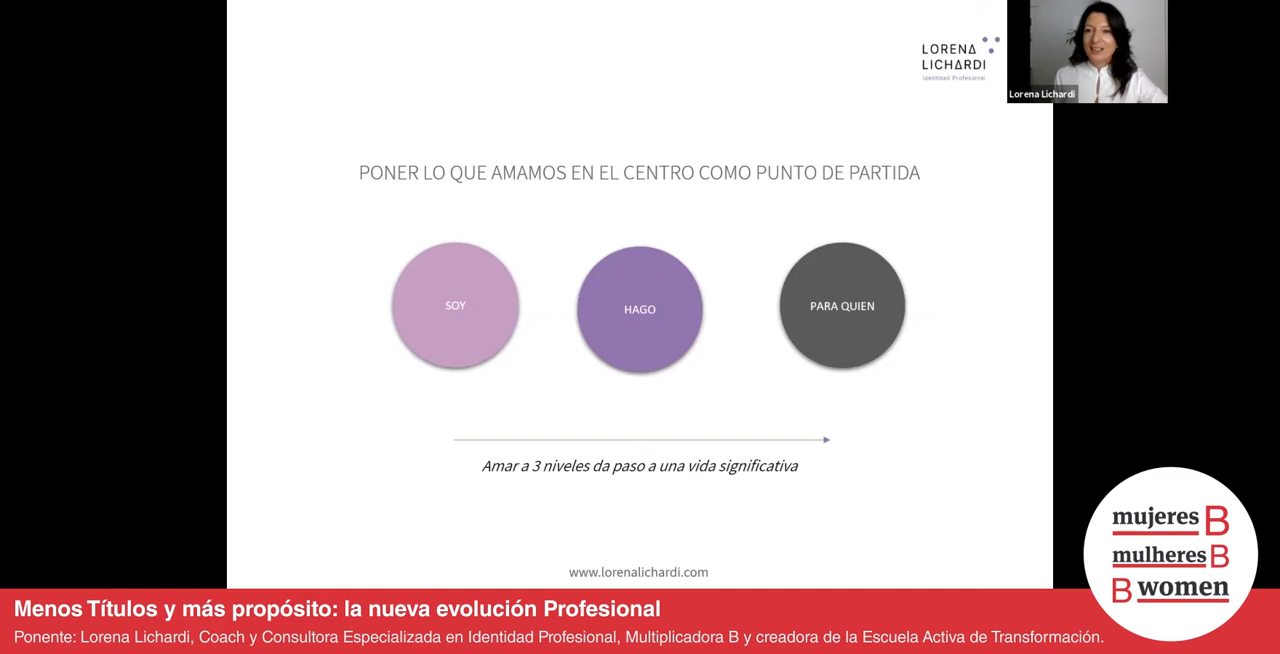 LORENA
LICHARDI
Identidad Profesional
Lorena Lichardi
PONER LO QUE AMAMOS EN EL CENTRO COMO PUNTO DE PARTIDA
SOY
HAGO
PARA QUIEN
Amar a 3 niveles da paso a una vida significativa
www.lorenalichardi.com
mujeres B
mulheres B
B women
Menos Títulos y más propósito: la nueva evolución Profesional
Ponente: Lorena Lichardi, Coach y Consultora Especializada en Identidad Profesional, Multiplicadora B y creadora de la Escuela Activa de Transformación.